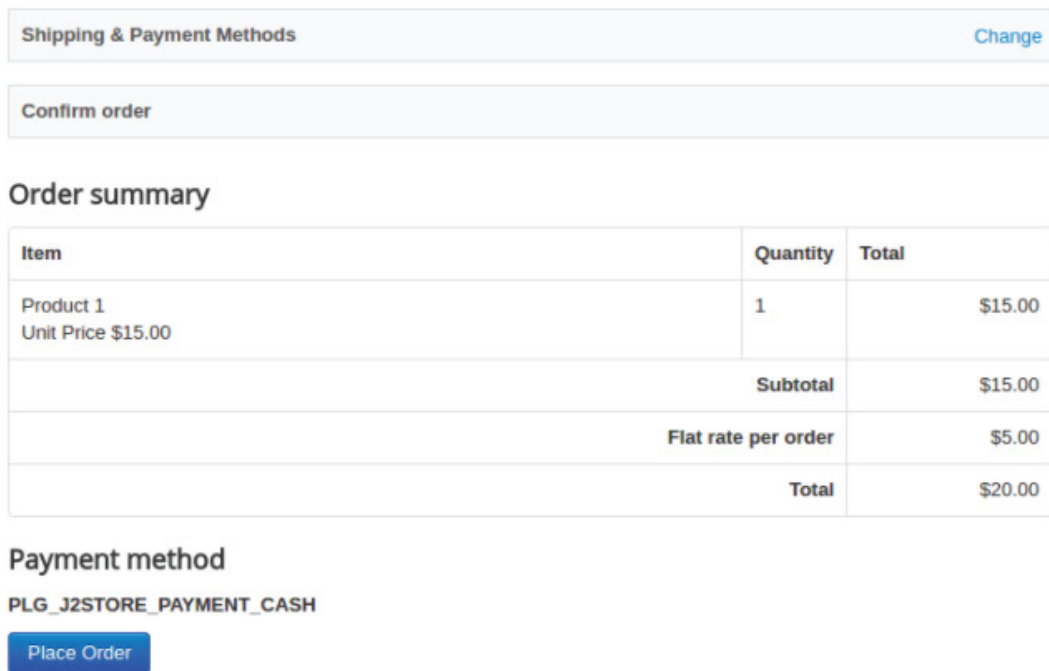 Shipping & Payment Methods Change
Confirm order
Order summary
Item Quantity Total
Product 1 1 $15.00
Unit Price $15.00
Subtotal $15.00
Flat rate per order $5.00
Total $20.00
Payment method
PLG_J2STORE_PAYMENT_CASH
Place Order